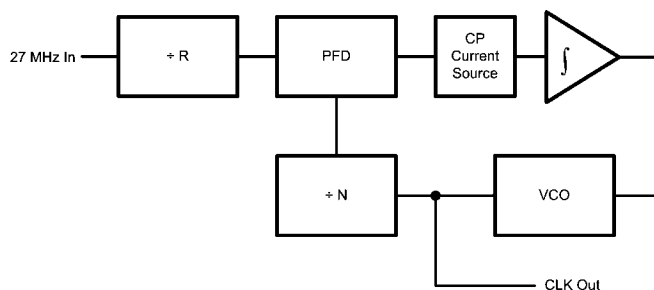 27 MHz In
÷ R
PFD
CP
Current
Source
∫
÷ N
VCO
CLK Out